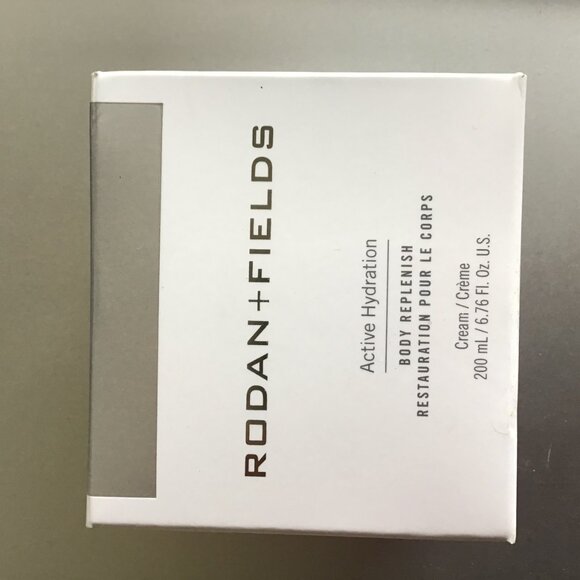 RODAN+FIELDS
Active Hydration
BODY REPLENISH
RESTAURATION POUR LE CORPS
Cream / Crème
200 mL / 6.76 Fl. Oz. U.S.